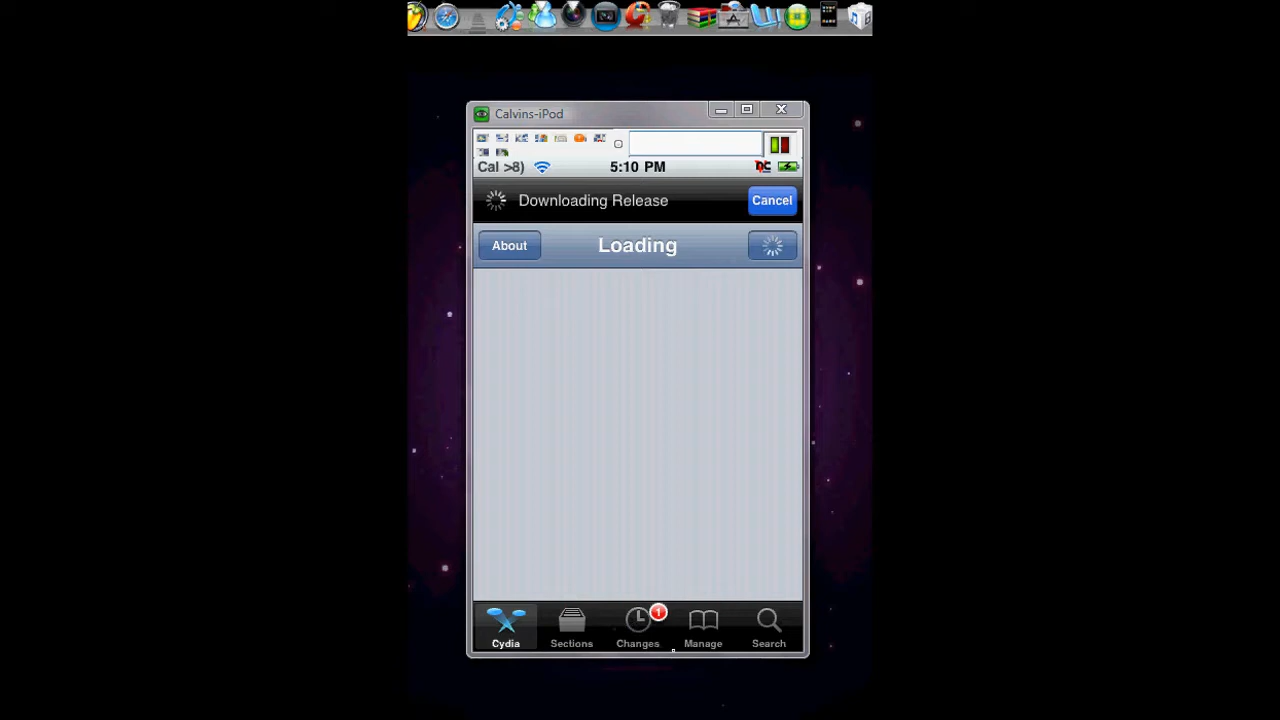 Calvins-iPod
Cal >8)
5:10 PM
Downloading Release
Cancel
About
Loading
1
Cydia
Sections
Changes
Manage
Search